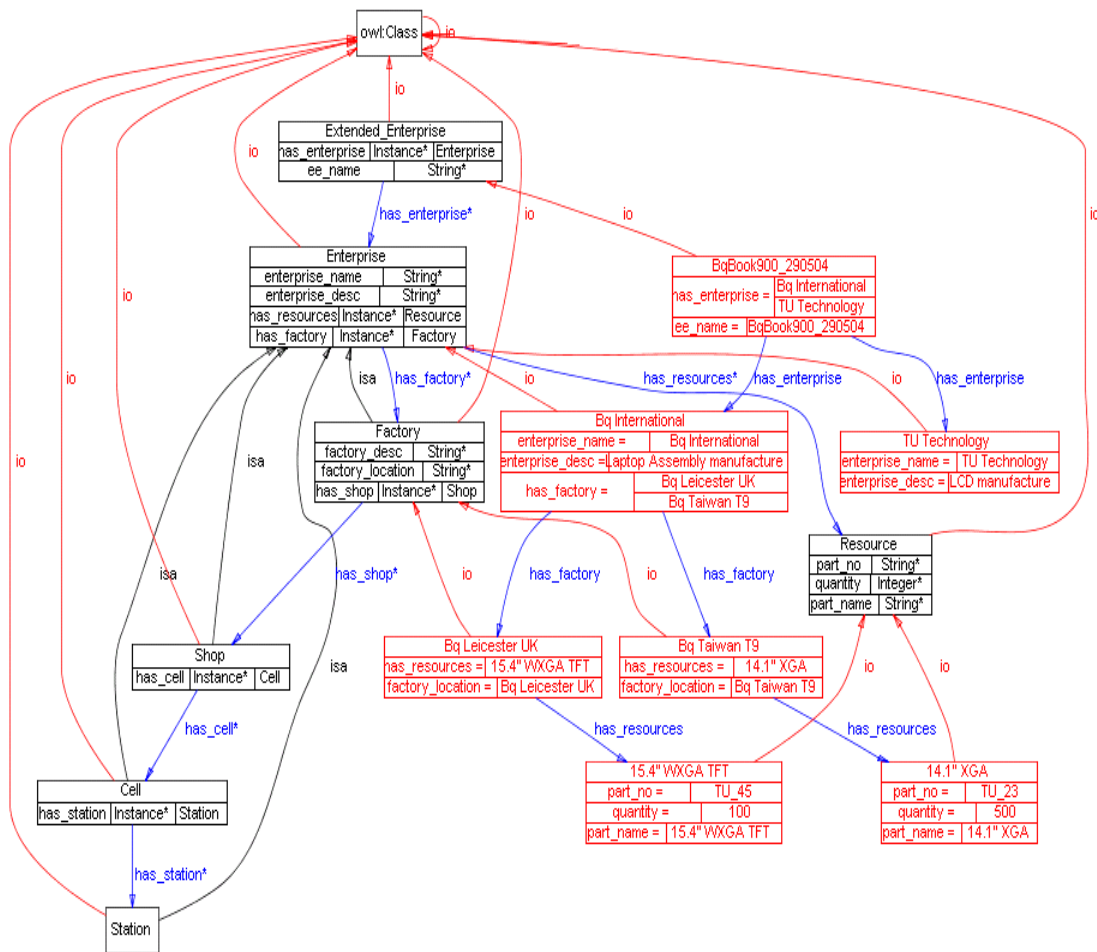 owl:Class
io
io
Extended_Enterprise
has_enterprise Instance* Enterprise
ee_name String*
io
io
io
io
has_enterprise*
Enterprise
enterprise_name String*
enterprise_desc String*
has_resources Instance* Resource
has_factory Instance* Factory
BqBook900_290504
has_enterprise = Bq International
TU Technology
ee_name = BqBook900_290504
io
isa
has_factory*
io
has_resources*
has_enterprise
io
has_enterprise
Factory
factory_desc String*
factory_location String*
has_shop Instance* Shop
Bq International
enterprise_name = Bq International
enterprise_desc = Laptop Assembly manufacture
has_factory = Bq Leicester UK
Bq Taiwan T9
TU Technology
enterprise_name = TU Technology
enterprise_desc = LCD manufacture
io
io
isa
Resource
part_no String*
quantity Integer*
part_name String*
isa
has_shop*
io
has_factory
has_factory
io
Shop
has_cell Instance* Cell
isa
Bq Leicester UK
has_resources = 15.4" WXGA TFT
factory_location = Bq Leicester UK
Bq Taiwan T9
has_resources = 14.1" XGA
factory_location = Bq Taiwan T9
io
io
has_cell*
has_resources
has_resources
Cell
has_station Instance* Station
15.4" WXGA TFT
part_no = TU_45
quantity = 100
part_name = 15.4" WXGA TFT
14.1" XGA
part_no = TU_23
quantity = 500
part_name = 14.1" XGA
has_station*
Station